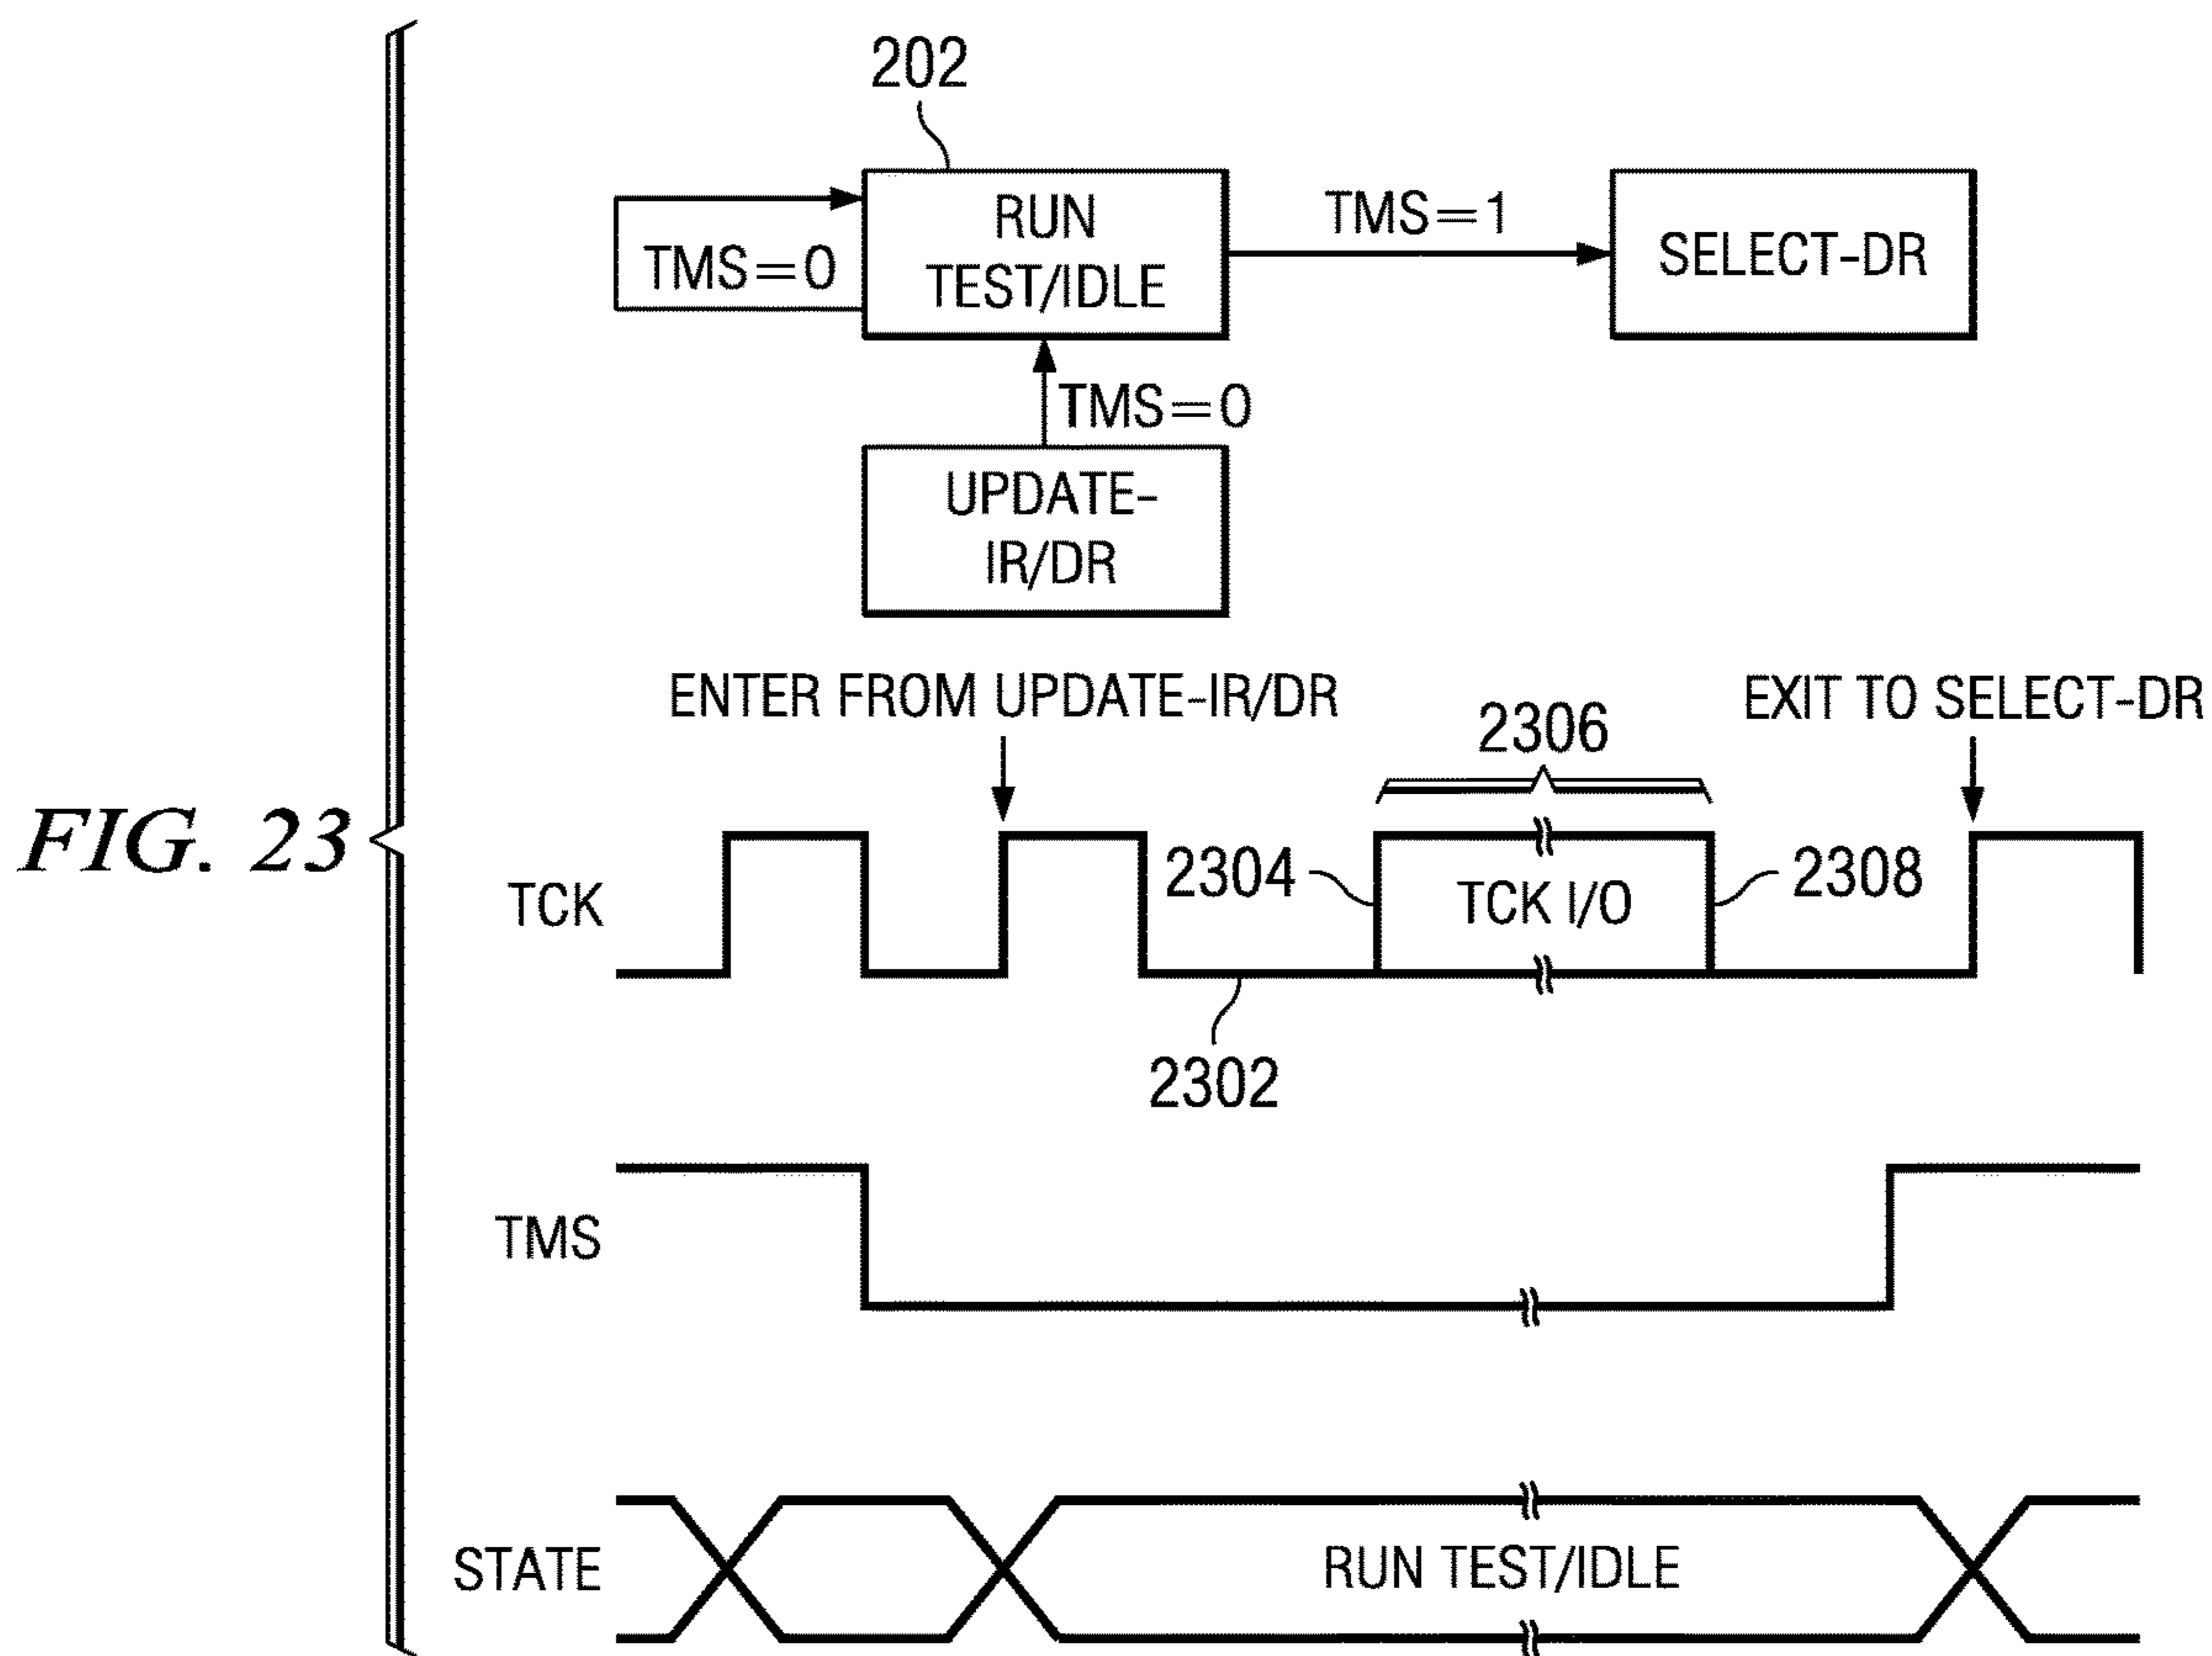 202
RUN
TEST/IDLE
TMS=0
TMS=1
SELECT-DR
TMS=0
UPDATE-
IR/DR
ENTER FROM UPDATE-IR/DR
2306
EXIT TO SELECT-DR
FIG. 23
TCK
2304
TCK I/O
2308
2302
TMS
STATE
RUN TEST/IDLE